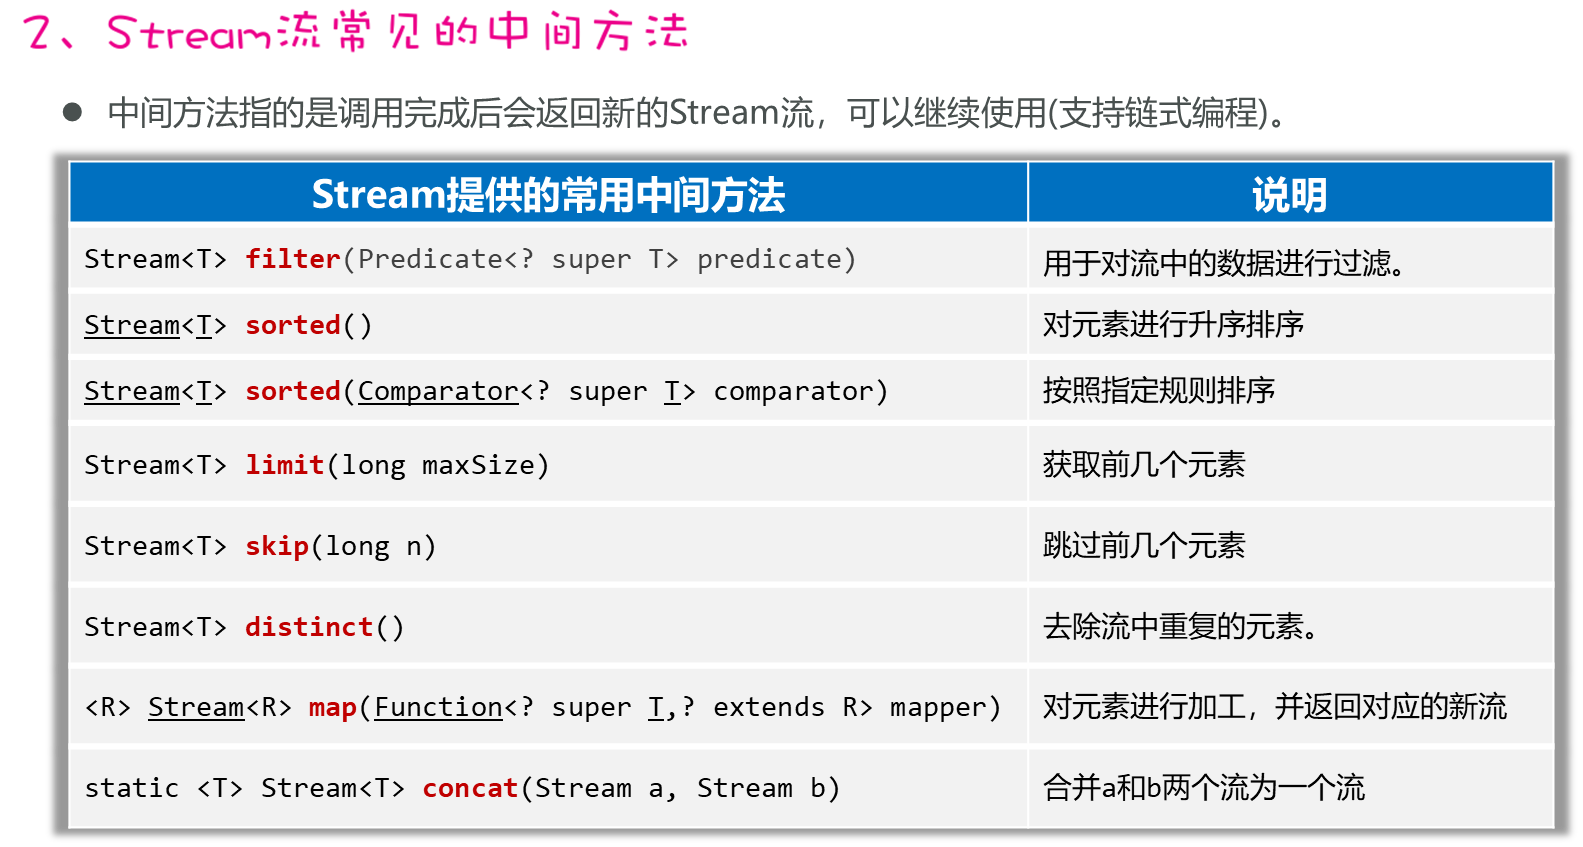 2、Stream流常见的中间方法
● 中间方法指的是调用完成后会返回新的Stream流，可以继续使用(支持链式编程)。
Stream提供的常用中间方法 说明
Stream<T> filter(Predicate<? super T> predicate) 用于对流中的数据进行过滤。
Stream<T> sorted() 对元素进行升序排序
Stream<T> sorted(Comparator<? super T> comparator) 按照指定规则排序
Stream<T> limit(long maxSize) 获取前几个元素
Stream<T> skip(long n) 跳过前几个元素
Stream<T> distinct() 去除流中重复的元素。
<R> Stream<R> map(Function<? super T,? extends R> mapper) 对元素进行加工，并返回对应的新流
static <T> Stream<T> concat(Stream a, Stream b) 合并a和b两个流为一个流